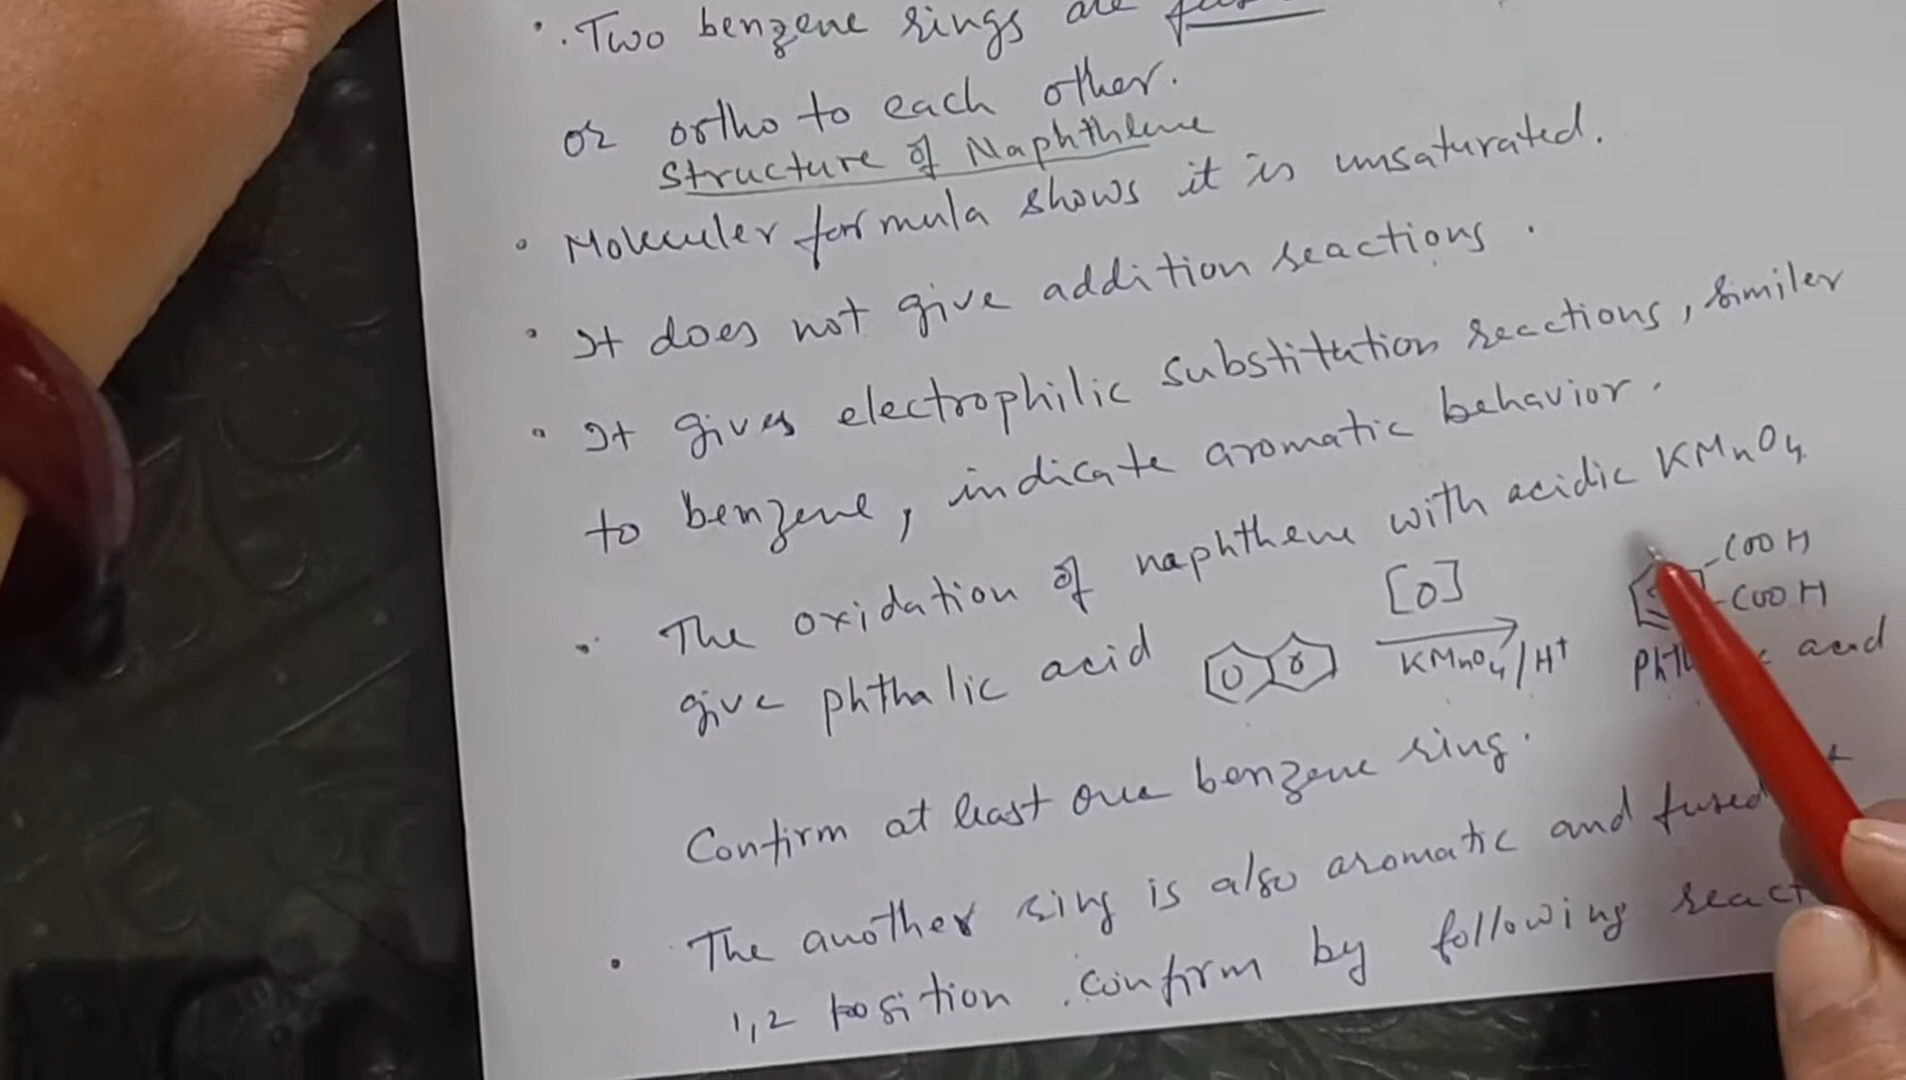 Two benzene rings are
or ortho to each other.
Structure of Naphthlene
Molecular formula shows it is unsaturated.
It does not give addition reactions.
It gives electrophilic substitution reactions, similer
to benzene, indicate aromatic behavior.
The oxidation of naphthene with acidic KMnO4
give phthalic acid
[O]
KMnO4/H+
COOH
COOH
acid
Confirm at least one benzene ring.
The another ring is also aromatic and fused
1,2 position. confirm by following